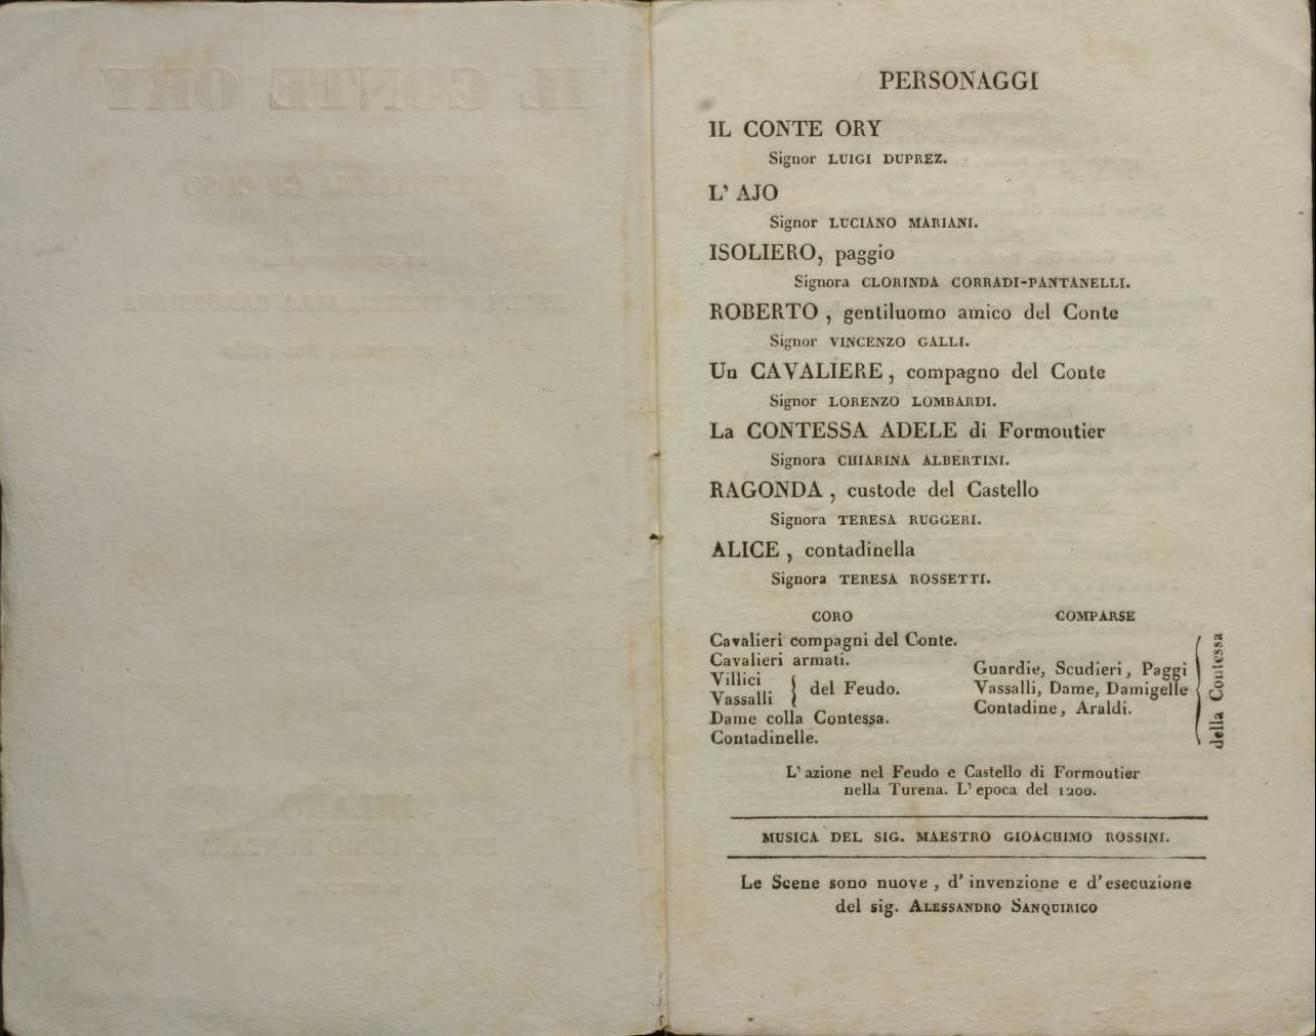 IL CONTE ORY
PERSONAGGI
IL CONTE ORY
Signor LUIGI DUPREZ.
L' AJO
Signor LUCIANO MARIANI.
ISOLIERO, paggio
Signora CLORINDA CORRADI-PANTANELLI.
ROBERTO, gentiluomo amico del Conte
Signor VINCENZO GALLI.
Un CAVALIERE, compagno del Conte
Signor LORENZO LOMBARDI.
La CONTESSA ADELE di Formoutier
Signora CHIARINA ALBERTINI.
RAGONDA, custode del Castello
Signora TERESA RUGGERI.
ALICE, contadinella
Signora TERESA ROSSETTI.
CORO
Cavalieri compagni del Conte.
Cavalieri armati.
Villici
Vassalli } del Feudo.
Dame colla Contessa.
Contadinelle.
COMPARSE
Guardie, Scudieri, Paggi
Vassalli, Dame, Damigelle
Contadine, Araldi.
della Contessa
L' azione nel Feudo e Castello di Formoutier
nella Turena. L' epoca del 1200.
MUSICA DEL SIG. MAESTRO GIOACHIMO ROSSINI.
Le Scene sono nuove, d' invenzione e d' esecuzione
del sig. ALESSANDRO SANQUIRICO